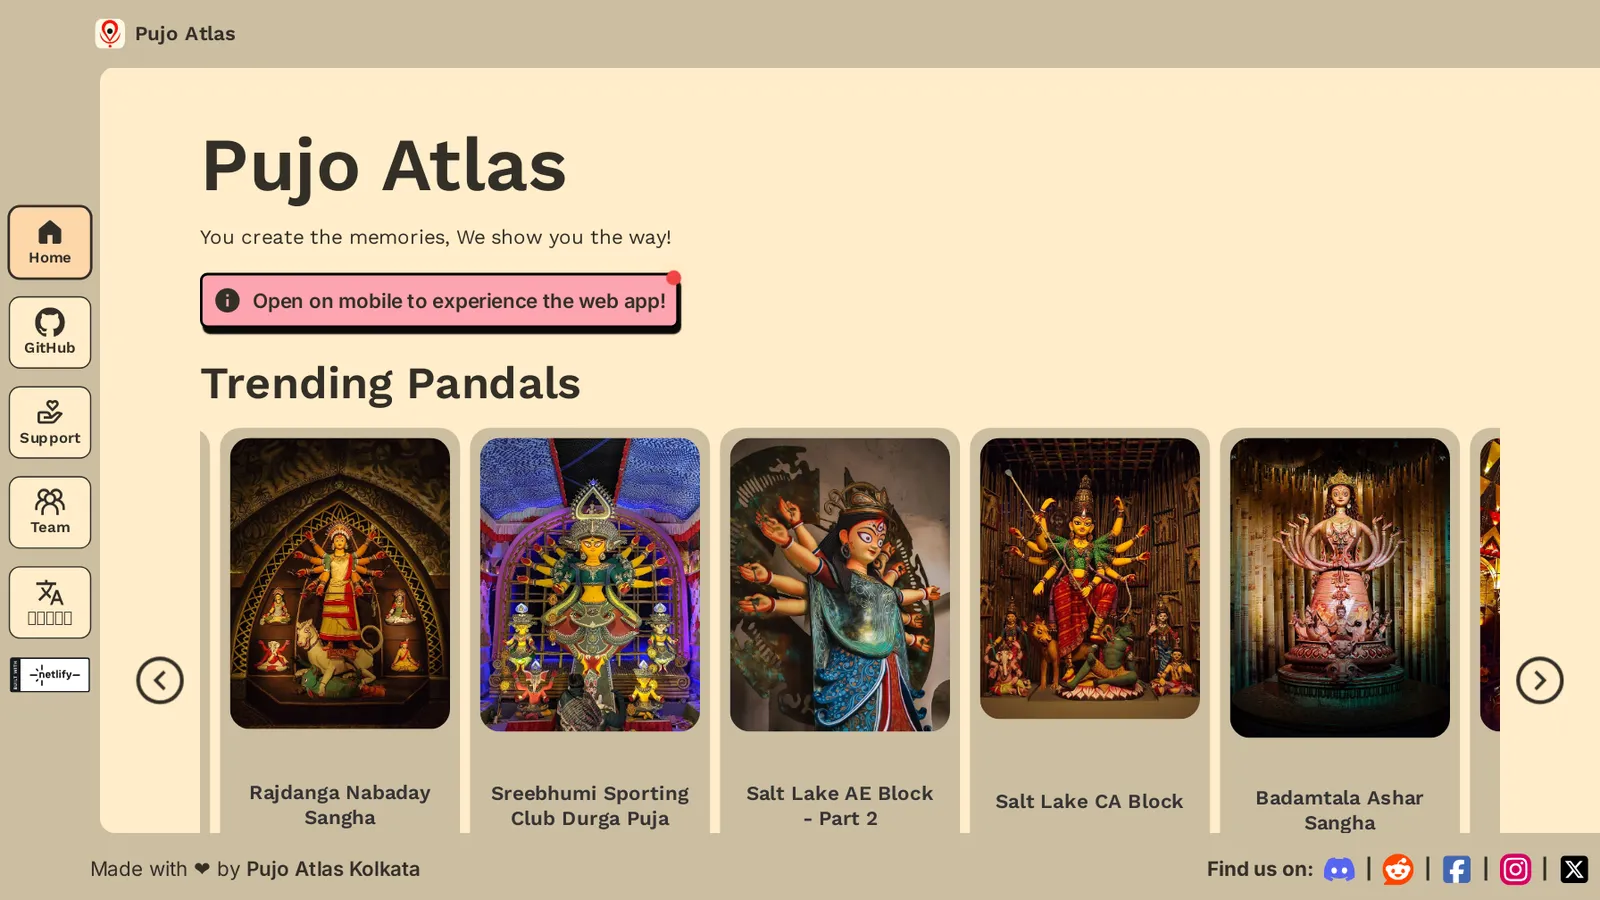 Pujo Atlas
Pujo Atlas
You create the memories, We show you the way!
Open on mobile to experience the web app!
Home
GitHub
Support
Team
BUILT WITH
netlify
Trending Pandals
Rajdanga Nabaday
Sangha
Sreebhumi Sporting
Club Durga Puja
Salt Lake AE Block
- Part 2
Salt Lake CA Block
Badamtala Ashar
Sangha
Made with ❤ by Pujo Atlas Kolkata
Find us on: | | | |